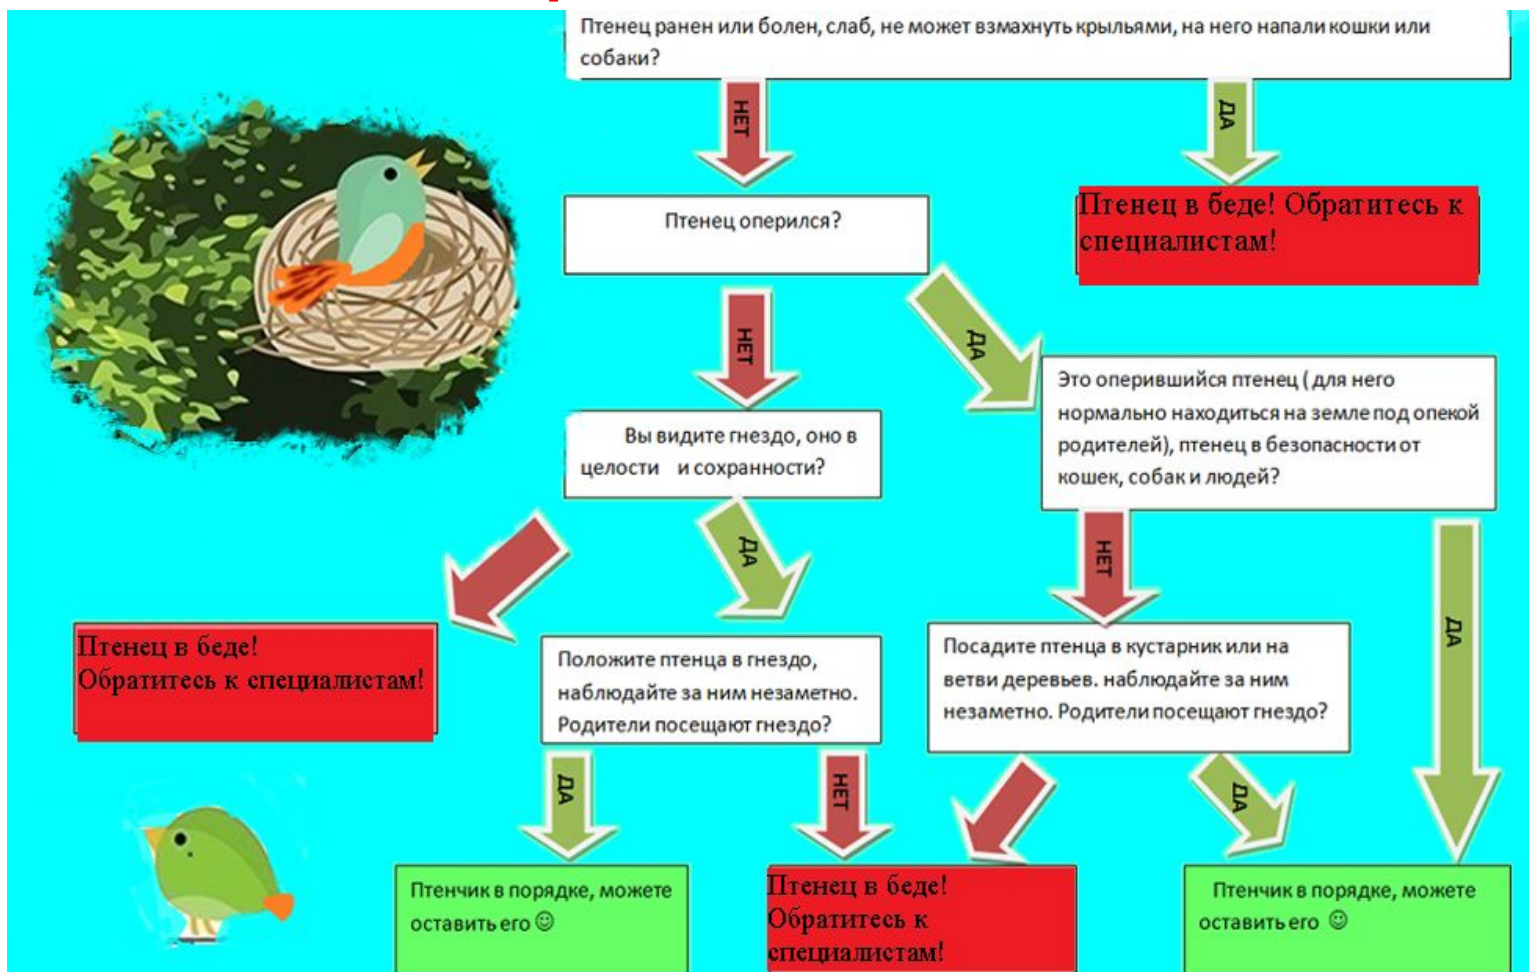 Птенец ранен или болен, слаб, не может взмахнуть крыльями, на него напали кошки или
собаки?
НЕТ
ДА
Птенец оперился?
Птенец в беде! Обратитесь к
специалистам!
НЕТ
ДА
Это оперившийся птенец ( для него
нормально находиться на земле под опекой
родителей), птенец в безопасности от
кошек, собак и людей?
Вы видите гнездо, оно в
целости и сохранности?
ДА
НЕТ
ДА
Птенец в беде!
Обратитесь к специалистам!
Положите птенца в гнездо,
наблюдайте за ним незаметно.
Родители посещают гнездо?
Посадите птенца в кустарник или на
ветви деревьев. наблюдайте за ним
незаметно. Родители посещают гнездо?
ДА
НЕТ
ДА
Птенчик в порядке, можете
оставить его ☺
Птенец в беде!
Обратитесь к
специалистам!
Птенчик в порядке, можете
оставить его ☺